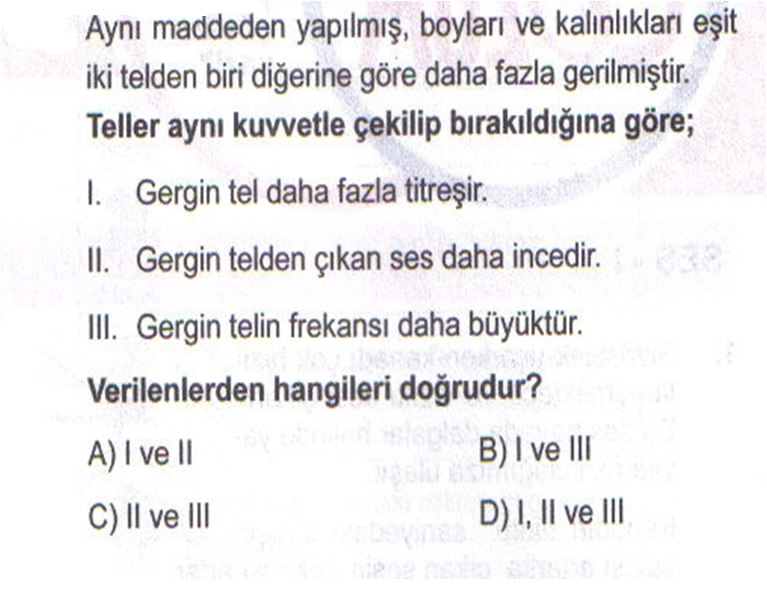 Aynı maddeden yapılmış, boyları ve kalınlıkları eşit
iki telden biri diğerine göre daha fazla gerilmiştir.
Teller aynı kuvvetle çekilip bırakıldığına göre;
I. Gergin tel daha fazla titreşir.
II. Gergin telden çıkan ses daha incedir.
III. Gergin telin frekansı daha büyüktür.
Verilenlerden hangileri doğrudur?
A) I ve II
B) I ve III
C) II ve III
D) I, II ve III